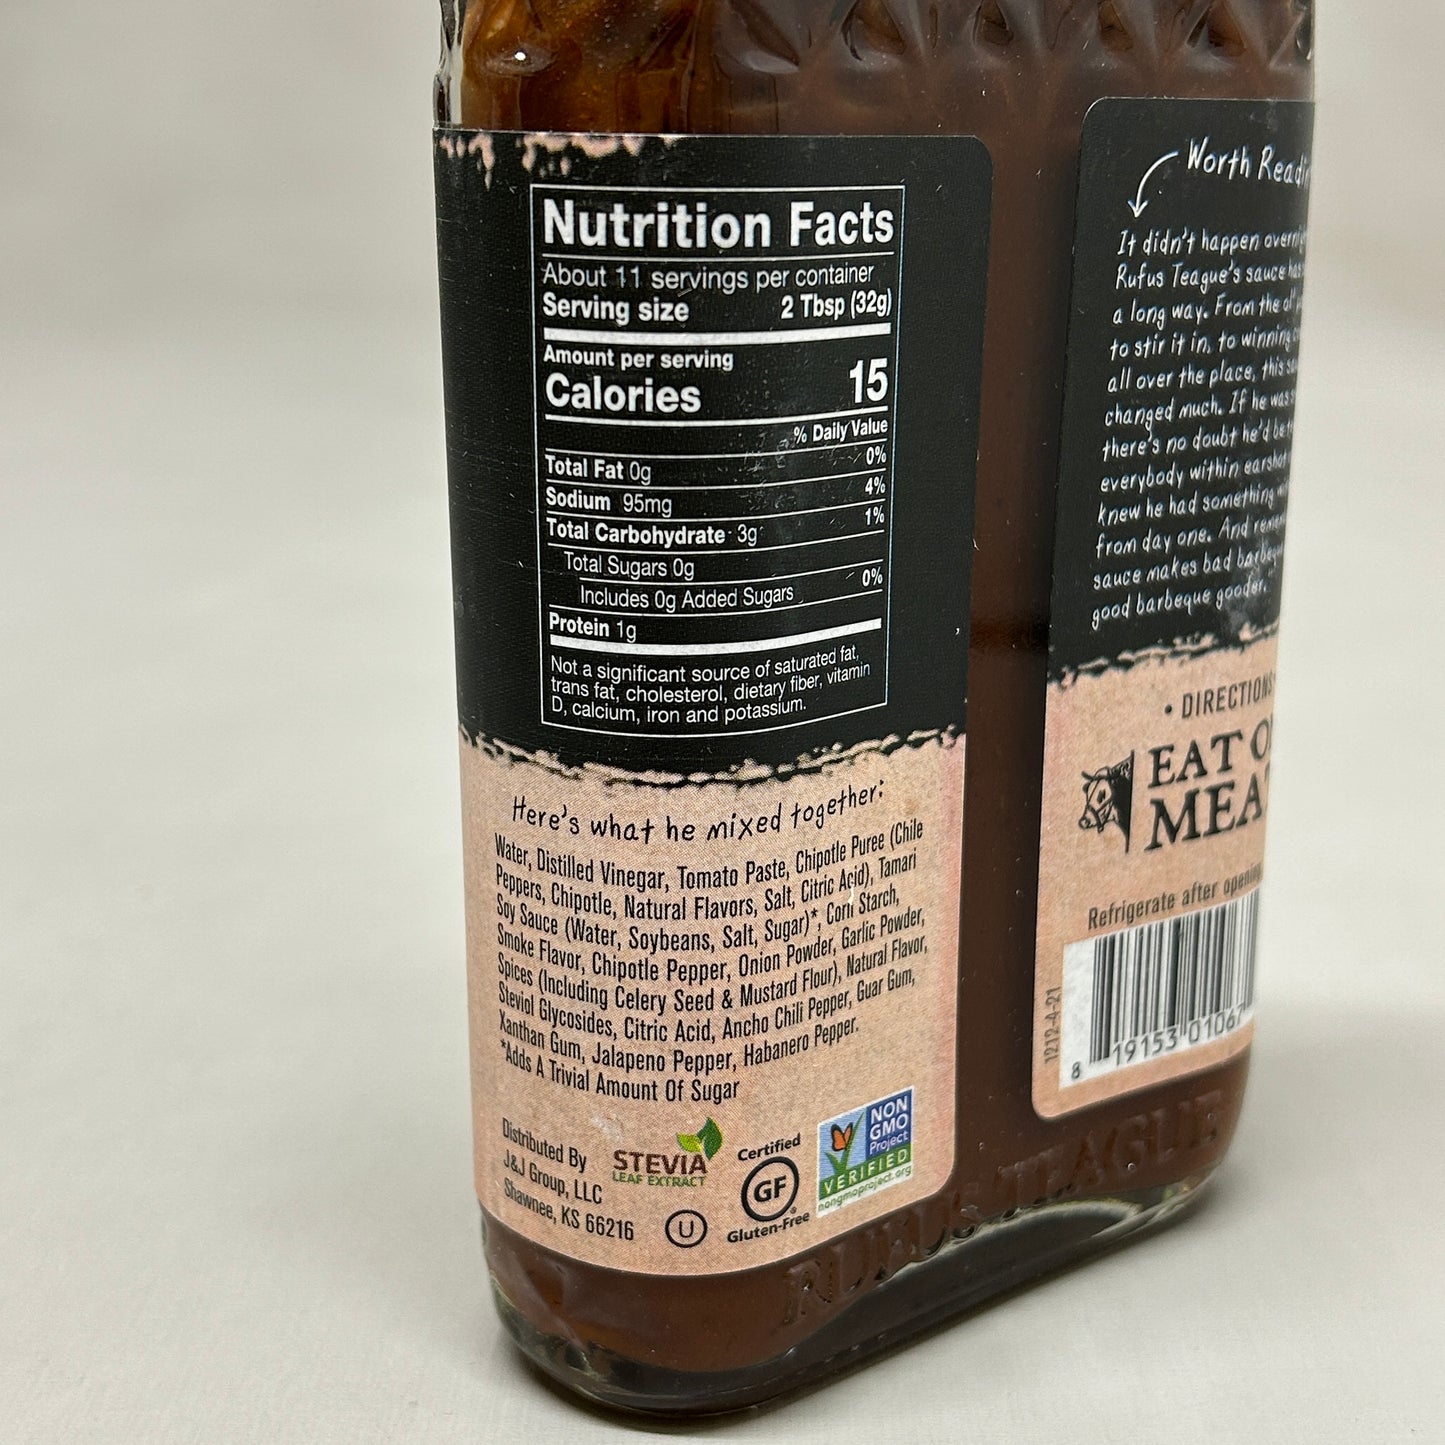 Nutrition Facts
About 11 servings per container
Serving size 2 Tbsp (32g)
Amount per serving
Calories 15
% Daily Value
Total Fat 0g 0%
Sodium 95mg 4%
Total Carbohydrate 3g 1%
Total Sugars 0g
Includes 0g Added Sugars 0%
Protein 1g
Not a significant source of saturated fat,
trans fat, cholesterol, dietary fiber, vitamin
D, calcium, iron and potassium.
Here's what he mixed together:
Water, Distilled Vinegar, Tomato Paste, Chipotle Puree (Chile
Peppers, Chipotle, Natural Flavors, Salt, Citric Acid), Tamari
Soy Sauce (Water, Soybeans, Salt, Sugar)*, Corn Starch,
Smoke Flavor, Chipotle Pepper, Onion Powder, Garlic Powder,
Spices (Including Celery Seed & Mustard Flour), Natural Flavor,
Steviol Glycosides, Citric Acid, Ancho Chili Pepper, Guar Gum,
Xanthan Gum, Jalapeno Pepper, Habanero Pepper.
*Adds A Trivial Amount Of Sugar
Distributed By
J&J Group, LLC
Shawnee, KS 66216
STEVIA
LEAF EXTRACT
U
Certified
GF
Gluten-Free
NON
GMO
Project
VERIFIED
nongmoproject.org
Worth
It didn't happen
Rufus Teague's sauce
a long way. From the
to stir it in, to winning
all over the place, this
changed much. If he was
there's no doubt he'd
everybody within earshot
knew he had something
from day one. And
sauce makes bad
good barbeque gooder."
• DIRECTIONS
EAT
Refrigerate after opening
1212-4-21
8 19153 01067
RUFUS TEAGUE